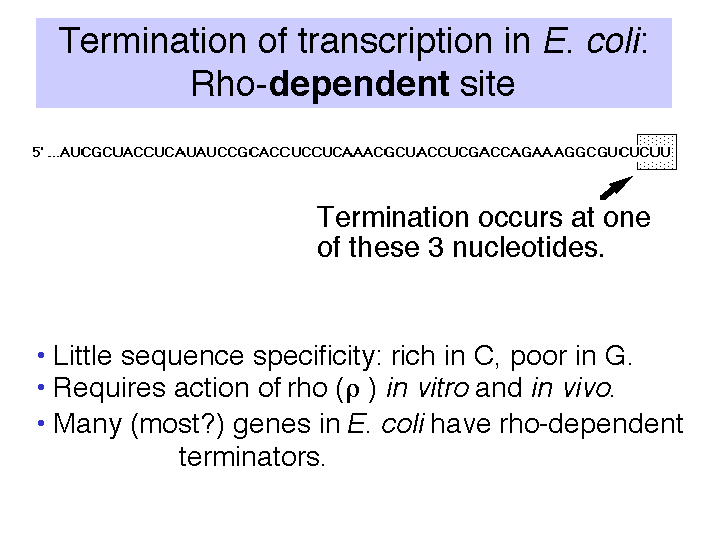 Termination of transcription in E. coli:
Rho-dependent site
5' ...AUCGCUACCUCAUAUCCGCACCUCCUCAAACGCUACCUCGACCAGAAAGGCGUCUCUU
Termination occurs at one
of these 3 nucleotides.
• Little sequence specificity: rich in C, poor in G.
• Requires action of rho (ρ ) in vitro and in vivo.
• Many (most?) genes in E. coli have rho-dependent
terminators.